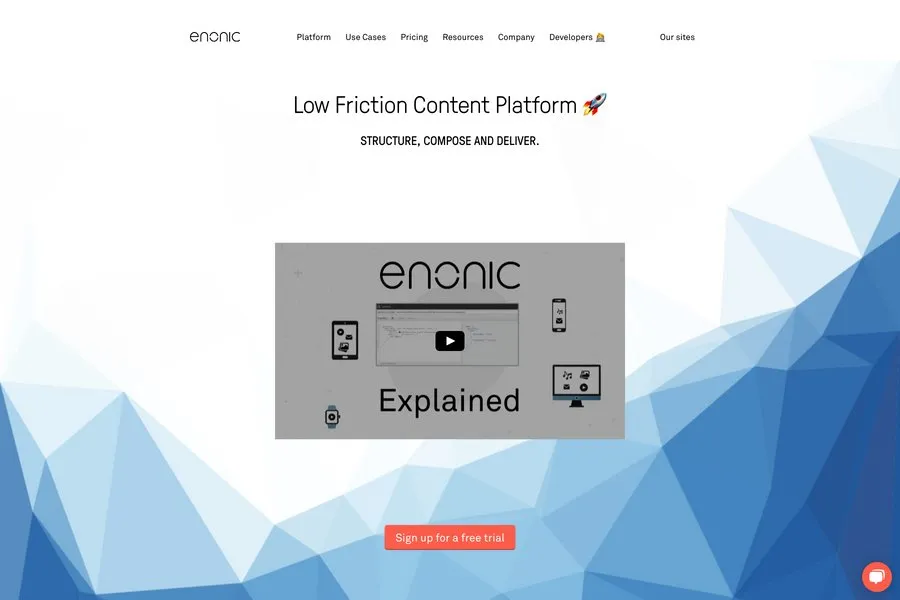 enonic
Platform Use Cases Pricing Resources Company Developers 🧑‍💻 Our sites
Low Friction Content Platform 🚀
STRUCTURE, COMPOSE AND DELIVER.
enonic
Explained
Sign up for a free trial